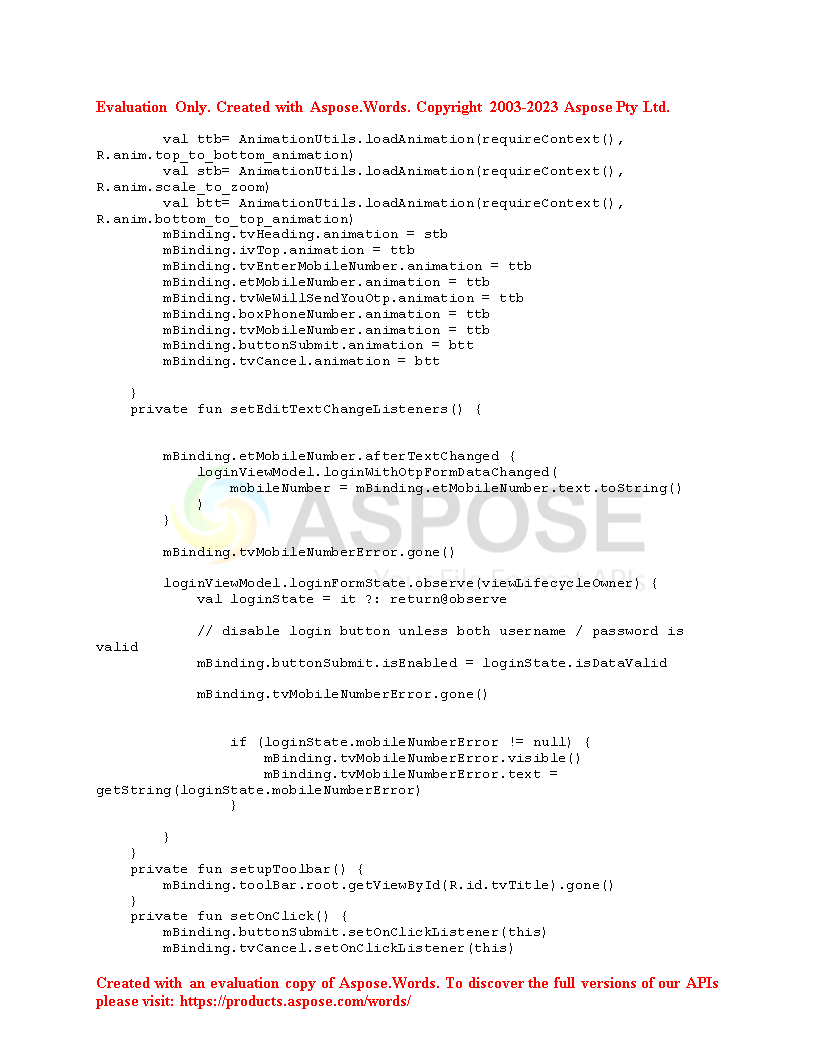 Evaluation Only. Created with Aspose.Words. Copyright 2003-2023 Aspose Pty Ltd.
val ttb= AnimationUtils.loadAnimation(requireContext(),
R.anim.top_to_bottom_animation)
val stb= AnimationUtils.loadAnimation(requireContext(),
R.anim.scale_to_zoom)
val btt= AnimationUtils.loadAnimation(requireContext(),
R.anim.bottom_to_top_animation)
mBinding.tvHeading.animation = stb
mBinding.ivTop.animation = ttb
mBinding.tvEnterMobileNumber.animation = ttb
mBinding.etMobileNumber.animation = ttb
mBinding.tvWeWillSendYouOtp.animation = ttb
mBinding.boxPhoneNumber.animation = ttb
mBinding.tvMobileNumber.animation = ttb
mBinding.buttonSubmit.animation = btt
mBinding.tvCancel.animation = btt
}
private fun setEditTextChangeListeners() {
mBinding.etMobileNumber.afterTextChanged {
loginViewModel.loginWithOtpFormDataChanged(
mobileNumber = mBinding.etMobileNumber.text.toString()
)
}
ASPOSE
mBinding.tvMobileNumberError.gone()
Your File Format APIs
loginViewModel.loginFormState.observe(viewLifecycleOwner) {
val loginState = it ?: return@observe
// disable login button unless both username / password is
valid
mBinding.buttonSubmit.isEnabled = loginState.isDataValid
mBinding.tvMobileNumberError.gone()
if (loginState.mobileNumberError != null) {
mBinding.tvMobileNumberError.visible()
mBinding.tvMobileNumberError.text =
getString(loginState.mobileNumberError)
}
}
}
private fun setupToolbar() {
mBinding.toolBar.root.getViewById(R.id.tvTitle).gone()
}
private fun setOnClick() {
mBinding.buttonSubmit.setOnClickListener(this)
mBinding.tvCancel.setOnClickListener(this)
Created with an evaluation copy of Aspose.Words. To discover the full versions of our APIs
please visit: https://products.aspose.com/words/